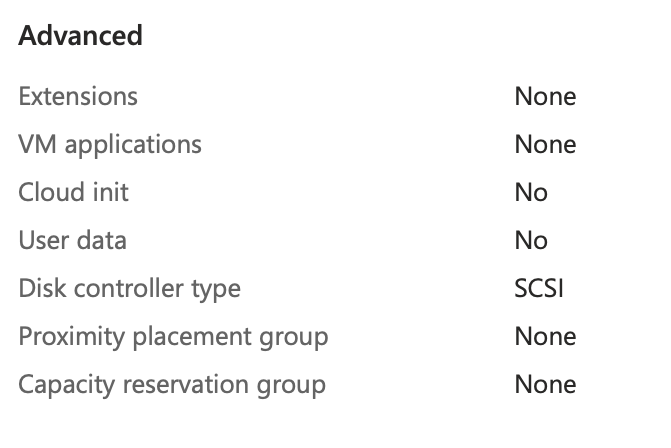 Advanced
Extensions None
VM applications None
Cloud init No
User data No
Disk controller type SCSI
Proximity placement group None
Capacity reservation group None